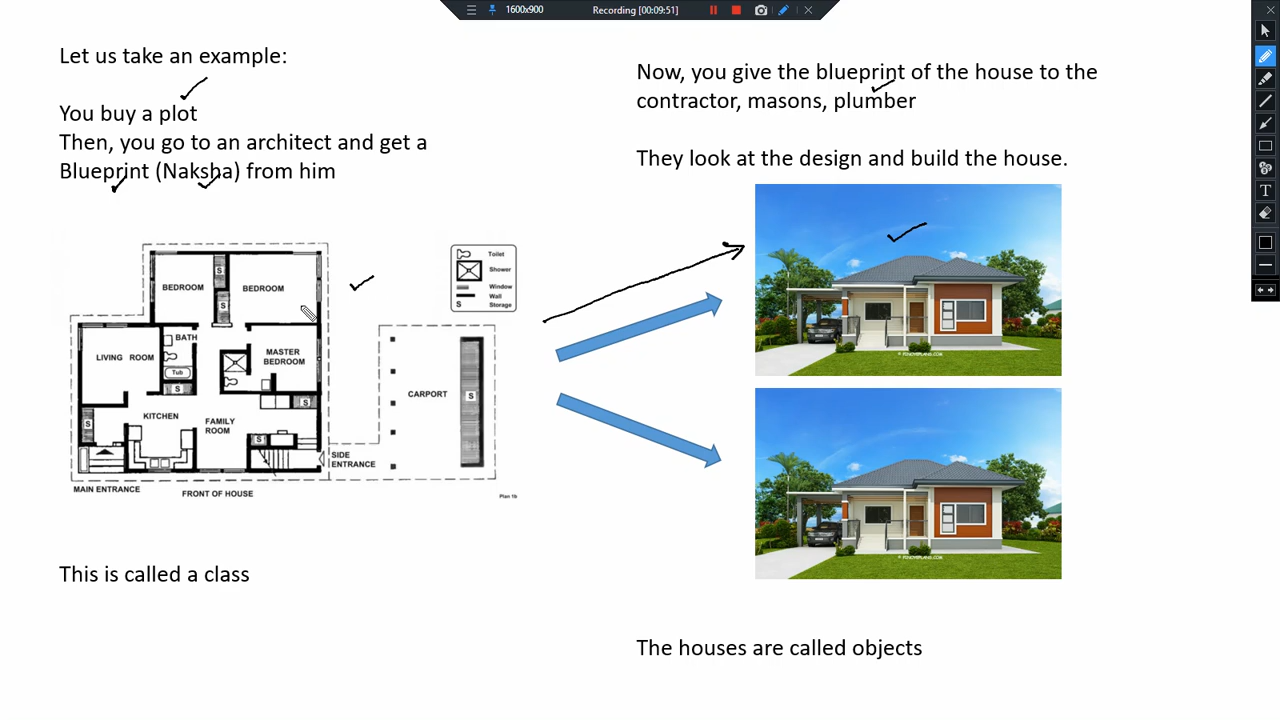 1600x900
Recording [00:09:51]
Let us take an example:
You buy a plot
Then, you go to an architect and get a
Blueprint (Naksha) from him
BEDROOM
S
BEDROOM
S
LIVING ROOM
BATH
Tub
S
MASTER
BEDROOM
S
KITCHEN
FAMILY
ROOM
S
S
SIDE
ENTRANCE
MAIN ENTRANCE
FRONT OF HOUSE
CARPORT
S
Plan 1b
Toilet
Shower
Window
Wall
S Storage
This is called a class
Now, you give the blueprint of the house to the
contractor, masons, plumber
They look at the design and build the house.
The houses are called objects
T